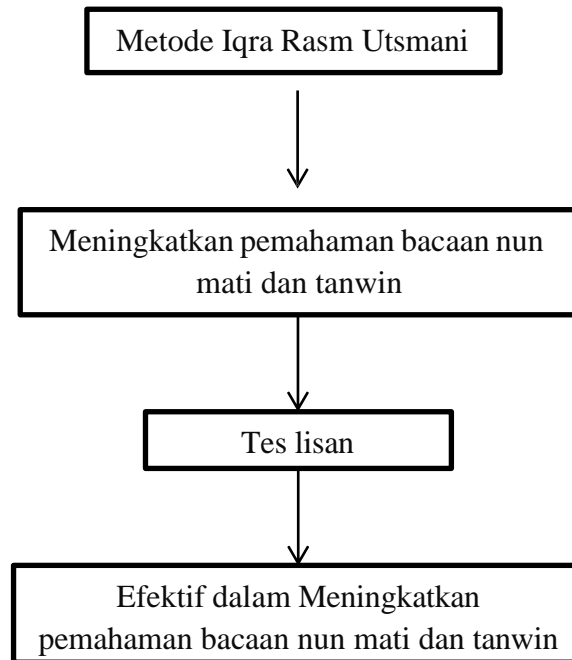 Metode Iqra Rasm Utsmani
Meningkatkan pemahaman bacaan nun
mati dan tanwin
Tes lisan
Efektif dalam Meningkatkan
pemahaman bacaan nun mati dan tanwin